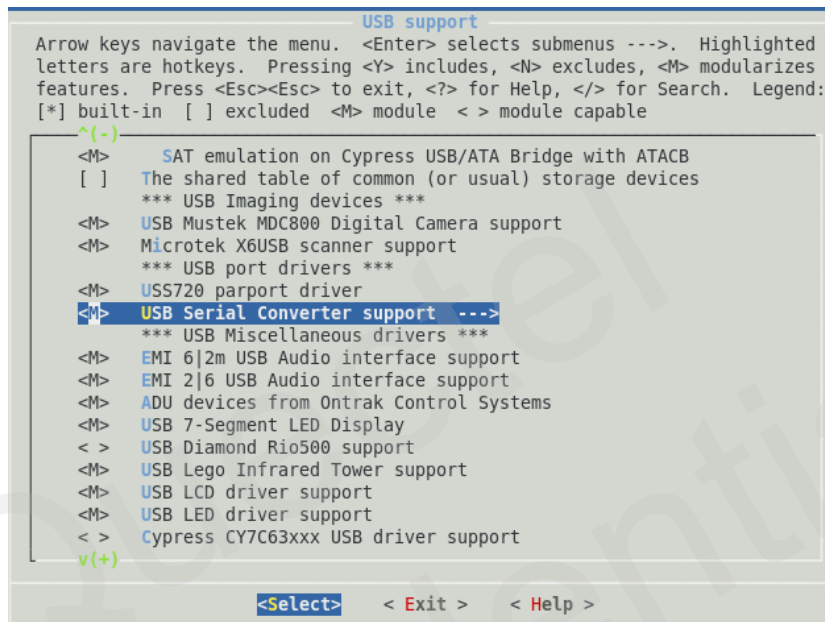 USB support
Arrow keys navigate the menu.  <Enter> selects submenus --->.  Highlighted
letters are hotkeys.  Pressing <Y> includes, <N> excludes, <M> modularizes
features.  Press <Esc><Esc> to exit, <?> for Help, </> for Search.  Legend:
[*] built-in  [ ] excluded  <M> module  < > module capable
^(-)
<M>     SAT emulation on Cypress USB/ATA Bridge with ATACB
[ ]   The shared table of common (or usual) storage devices
*** USB Imaging devices ***
<M>   USB Mustek MDC800 Digital Camera support
<M>   Microtek X6USB scanner support
*** USB port drivers ***
<M>   USS720 parport driver
<M>   USB Serial Converter support  --->
*** USB Miscellaneous drivers ***
<M>   EMI 6|2m USB Audio interface support
<M>   EMI 2|6 USB Audio interface support
<M>   ADU devices from Ontrak Control Systems
<M>   USB 7-Segment LED Display
< >   USB Diamond Rio500 support
<M>   USB Lego Infrared Tower support
<M>   USB LCD driver support
<M>   USB LED driver support
< >   Cypress CY7C63xxx USB driver support
v(+)
<Select>    < Exit >    < Help >